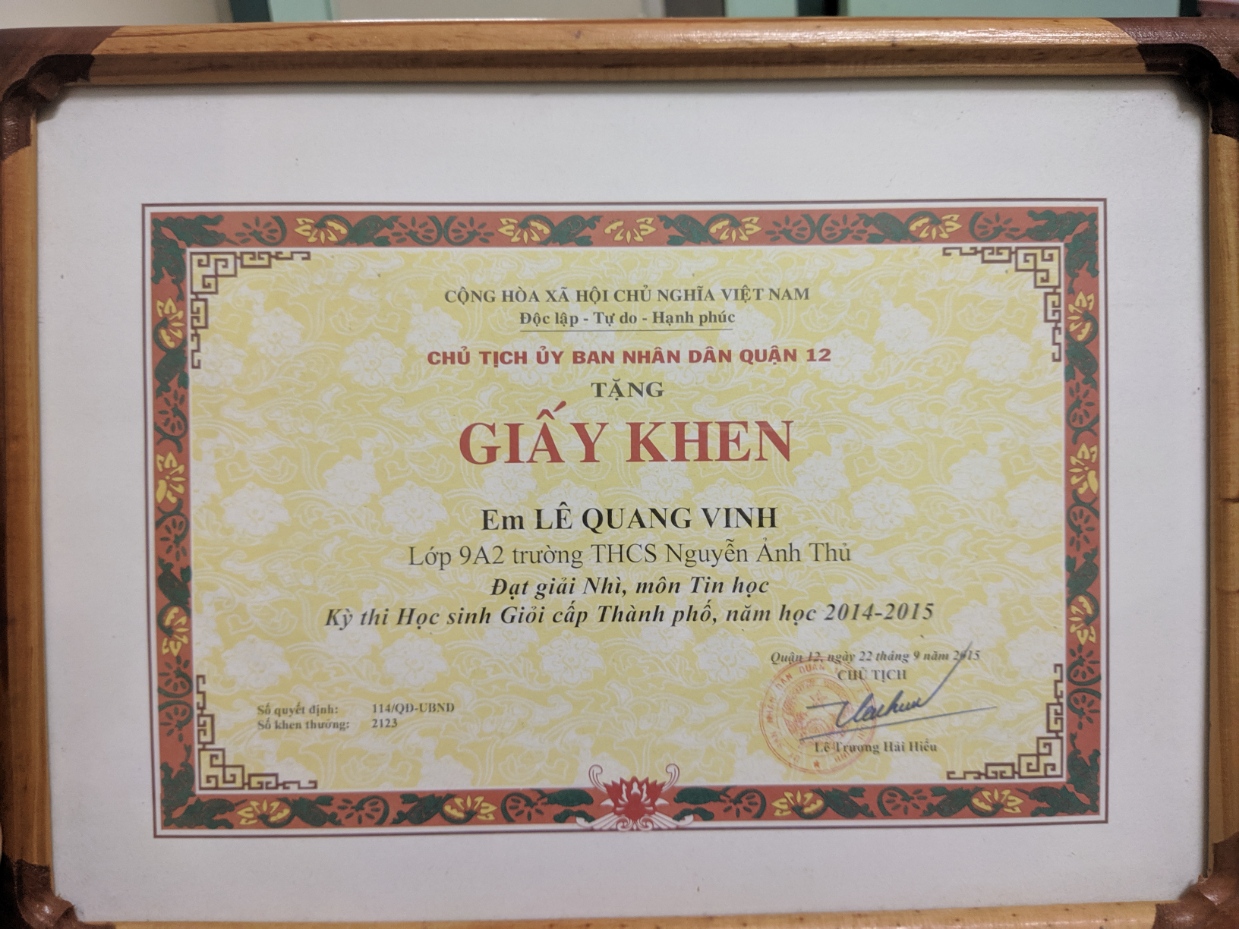 CỘNG HÒA XÃ HỘI CHỦ NGHĨA VIỆT NAM
Độc lập - Tự do - Hạnh phúc
CHỦ TỊCH ỦY BAN NHÂN DÂN QUẬN 12
TẶNG
GIẤY KHEN
Em LÊ QUANG VINH
Lớp 9A2 trường THCS Nguyễn Ảnh Thủ
Đạt giải Nhì, môn Tin học
Kỳ thi Học sinh Giỏi cấp Thành phố, năm học 2014-2015
Quận 12, ngày 22 tháng 9 năm 2015
CHỦ TỊCH
Số quyết định: 114/QĐ-UBND
Số khen thưởng: 2123
Lê Trương Hải Hiếu